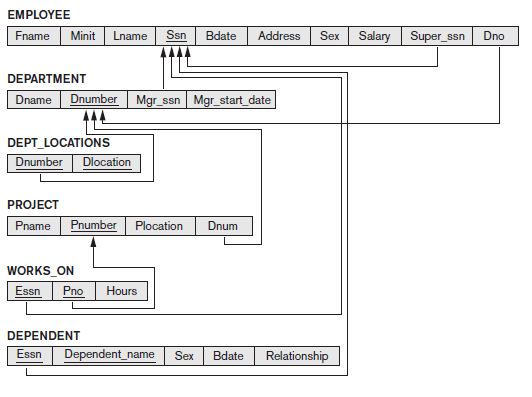 EMPLOYEE
Fname Minit Lname Ssn Bdate Address Sex Salary Super_ssn Dno
DEPARTMENT
Dname Dnumber Mgr_ssn Mgr_start_date
DEPT_LOCATIONS
Dnumber Dlocation
PROJECT
Pname Pnumber Plocation Dnum
WORKS_ON
Essn Pno Hours
DEPENDENT
Essn Dependent_name Sex Bdate Relationship